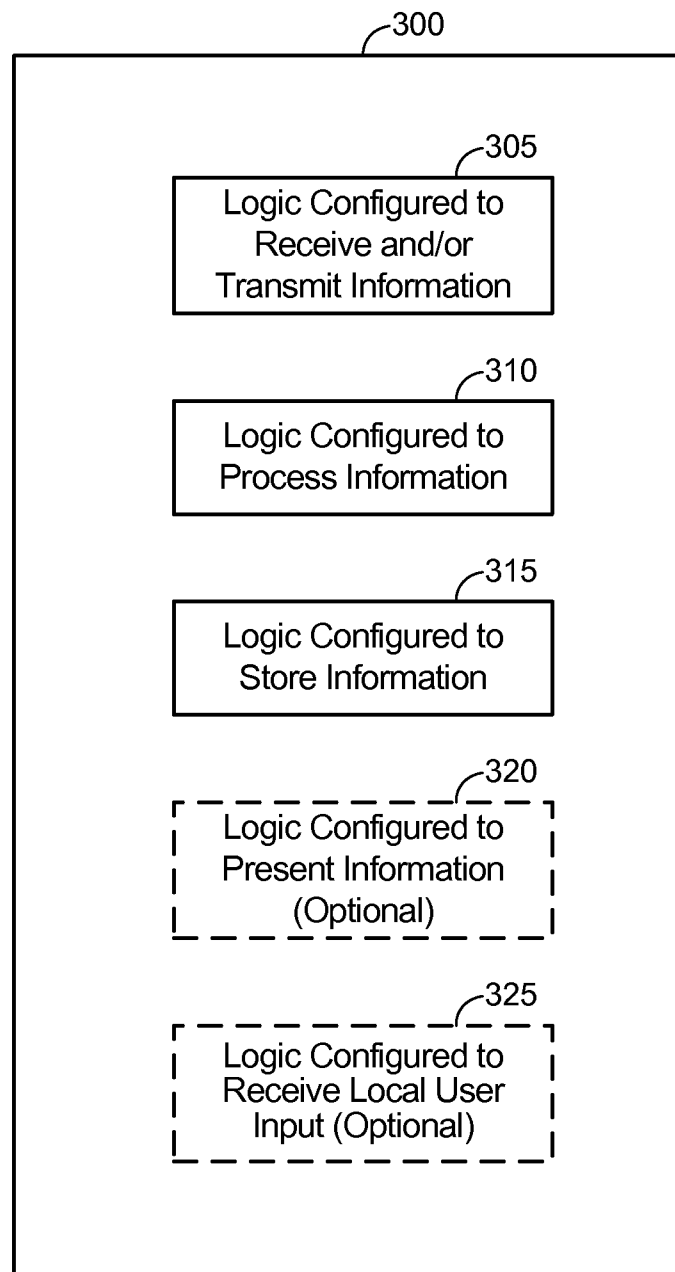 300
305
Logic Configured to
Receive and/or
Transmit Information
310
Logic Configured to
Process Information
315
Logic Configured to
Store Information
320
Logic Configured to
Present Information
(Optional)
325
Logic Configured to
Receive Local User
Input (Optional)